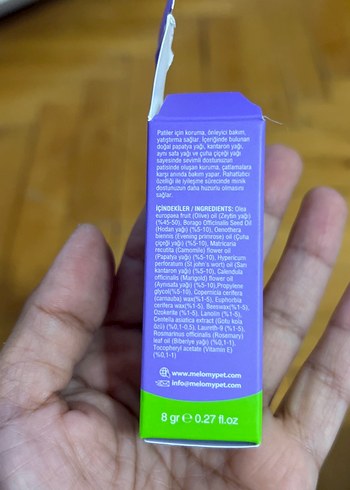 Patiler için koruma, önleyici bakım,
yatıştırma sağlar. İçeriğinde bulunan
doğal papatya yağı, kantaron yağı
aynı safa yağı ve çuha çiçeği yağı
sayesinde sevimli dostunuzun
patisinde oluşan kuruma, çatlamalara
karşı anında bakım yapar. Rahatlatıcı
özelliği ile iyileşme sürecinde minik
dostunuzun daha huzurlu olmasını
sağlar.
İÇİNDEKİLER / INGREDIENTS: Olea
europaea fruit (Olive) oil (Zeytin yağı)
(%45-50), Borago Officinalis Seed Oil
(Hodan yağı) (%5-10), Oenothera
biennis (Evening primrose) oil (Çuha
çiçeği yağı) (%5-10), Matricaria
recutita (Camomile) flower oil
(Papatya yağı) (%5-10), Hypericum
perforatum (St john's wort) oil (Sarı
kantaron yağı) (%5-10), Calendula
officinalis (Marigold) flower oil
(Aynısafa yağı) (%5-10),Propylene
glycol(%5-10), Copernicia cerifera
(carnauba) wax(%1-5), Euphorbia
cerifera wax(%1-5), Beeswax(%1-5),
Ozokerite (%1-5), Lanolin (%1-5),
Centella asiatica extract (Gotu kola
özü) (%0,1-0,5), Laureth-9 (%1-5),
Rosmarinus officinalis (Rosemary)
leaf oil (Biberiye yağı) (%0,1-1),
Tocopheryl acetate (Vitamin E)
(%0,1-1)
www.melomypet.com
info@melomypet.com
8 gr ℮ 0.27 fl.oz